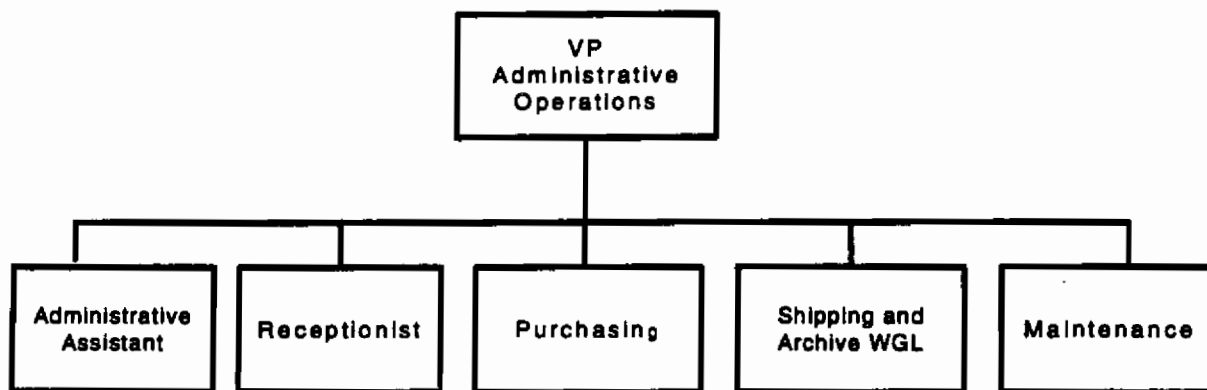 VP
Administrative
Operations
Administrative
Assistant
Receptionist
Purchasing
Shipping and
Archive WGL
Maintenance